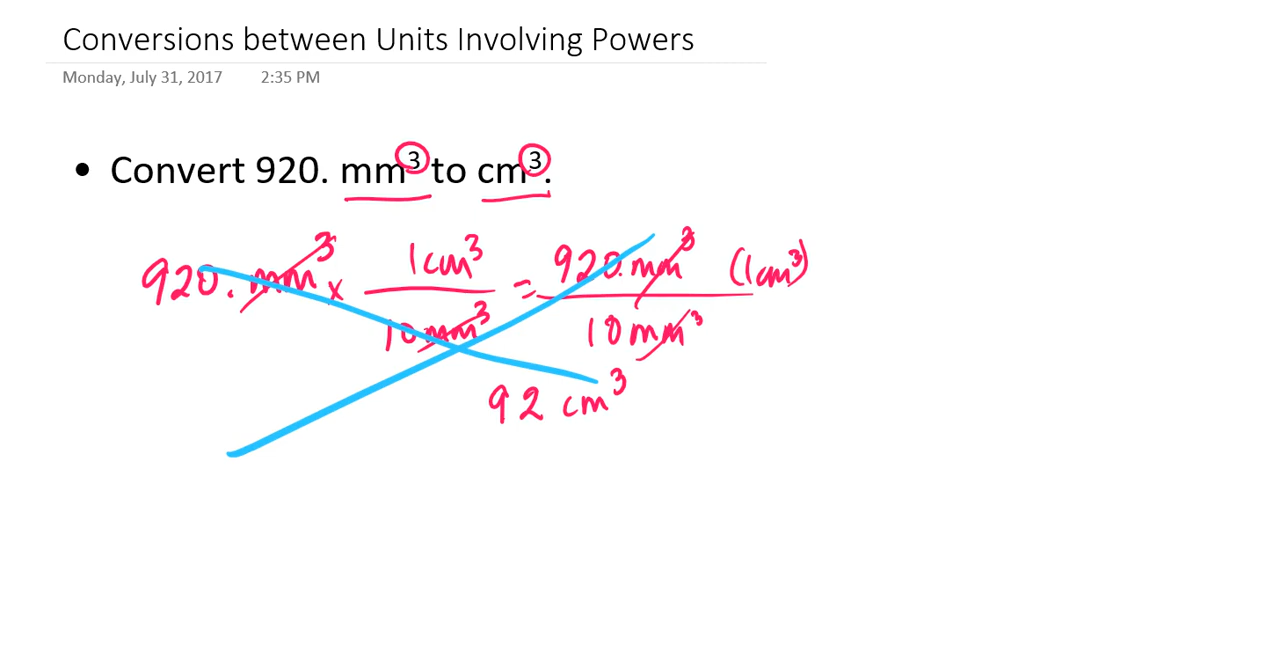 Conversions between Units Involving Powers
Monday, July 31, 2017 2:35 PM
• Convert 920. mm³ to cm³.
920. mm³ x 1cm³ / 10mm³ = 920. mm³ (1cm³) / 10mm³
92 cm³